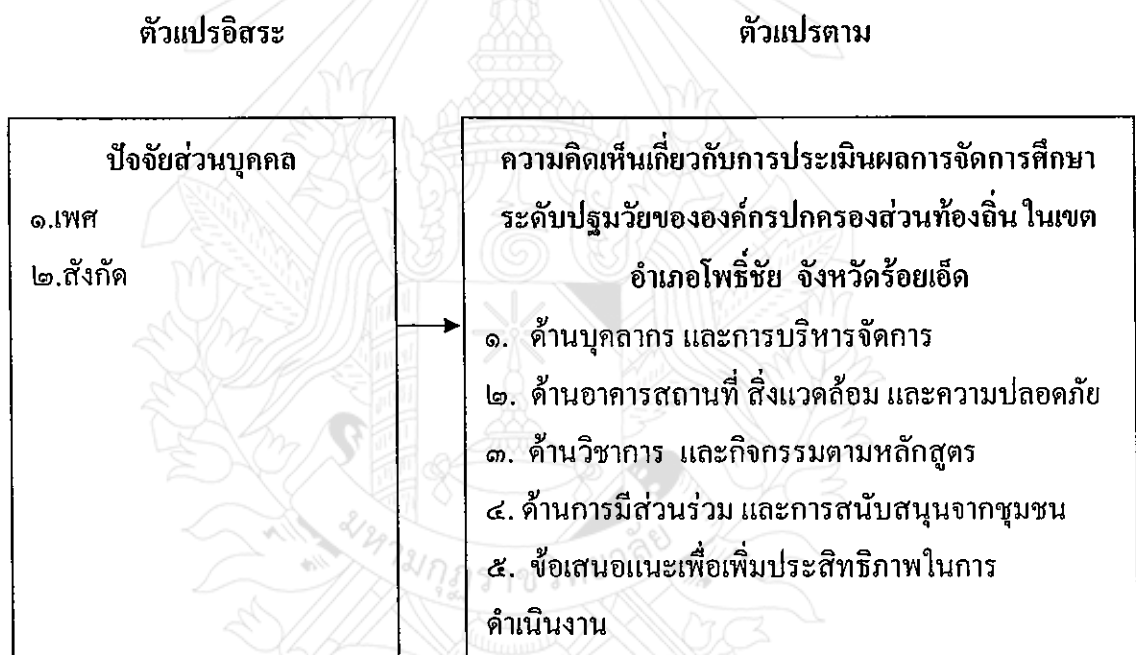 ตัวแปรอิสระ
ตัวแปรตาม
ปัจจัยส่วนบุคคล
๑.เพศ
๒.สังกัด
ความคิดเห็นเกี่ยวกับการประเมินผลการจัดการศึกษา
ระดับปฐมวัยขององค์กรปกครองส่วนท้องถิ่น ในเขต
อำเภอโพธิ์ชัย จังหวัดร้อยเอ็ด
๑. ด้านบุคลากร และการบริหารจัดการ
๒. ด้านอาคารสถานที่ สิ่งแวดล้อม และความปลอดภัย
๓. ด้านวิชาการ และกิจกรรมตามหลักสูตร
๔. ด้านการมีส่วนร่วม และการสนับสนุนจากชุมชน
๕. ข้อเสนอแนะเพื่อเพิ่มประสิทธิภาพในการ
ดำเนินงาน
มหามกุฏราชวิทยาลัย